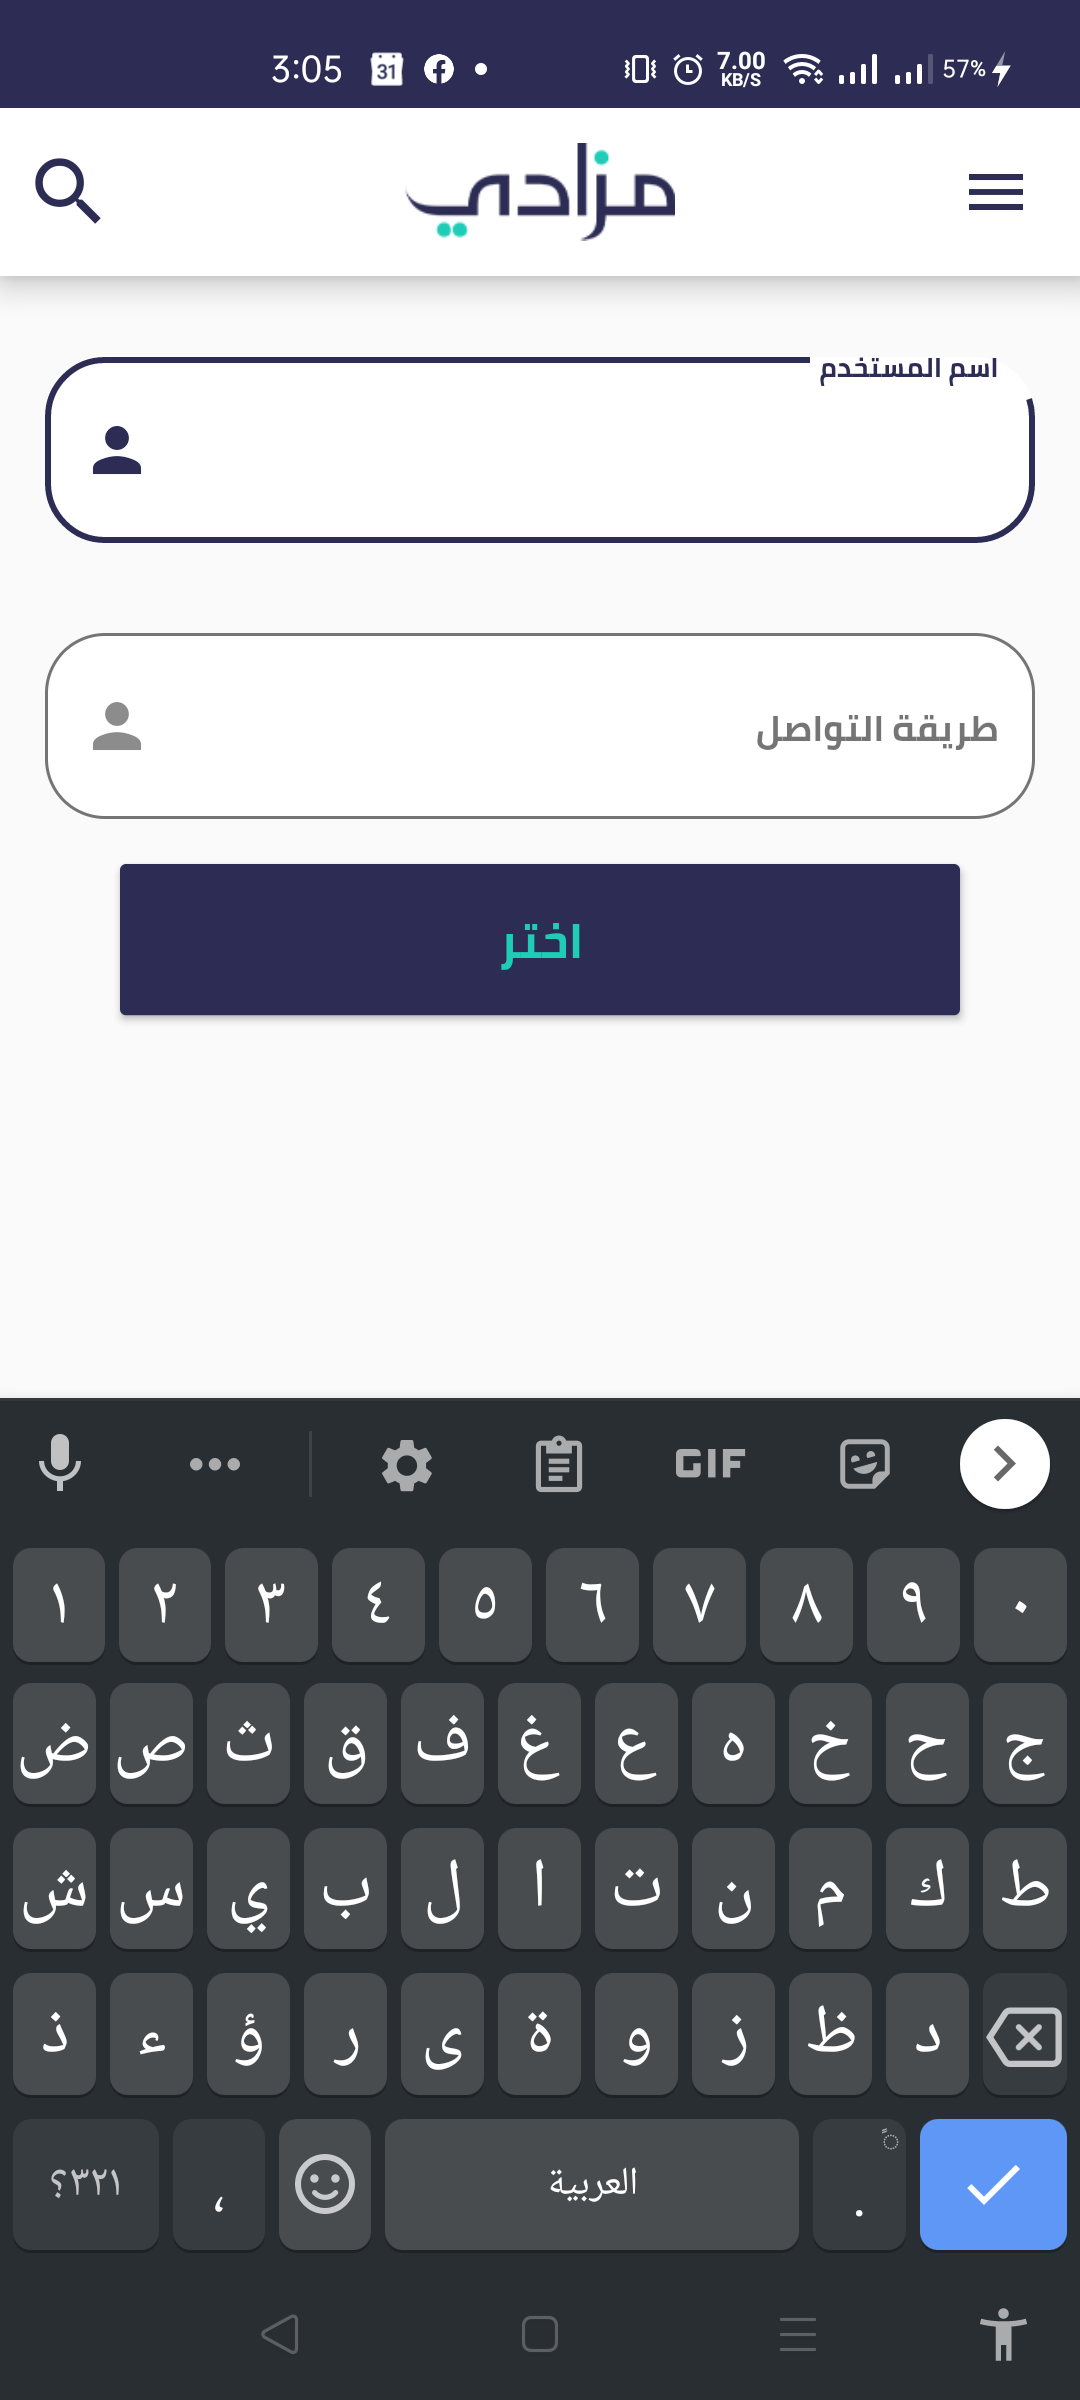 3:05 31 7.00 KB/S 57%
مزادي
اسم المستخدم
طريقة التواصل
اختر
GIF
١ ٢ ٣ ٤ ٥ ٦ ٧ ٨ ٩ ٠
ض ص ث ق ف غ ع ه خ ح ج
ش س ي ب ل ا ت ن م ك ط
ذ ء ؤ ر ى ة و ز ظ د
؟١٢٣ ، العربية .